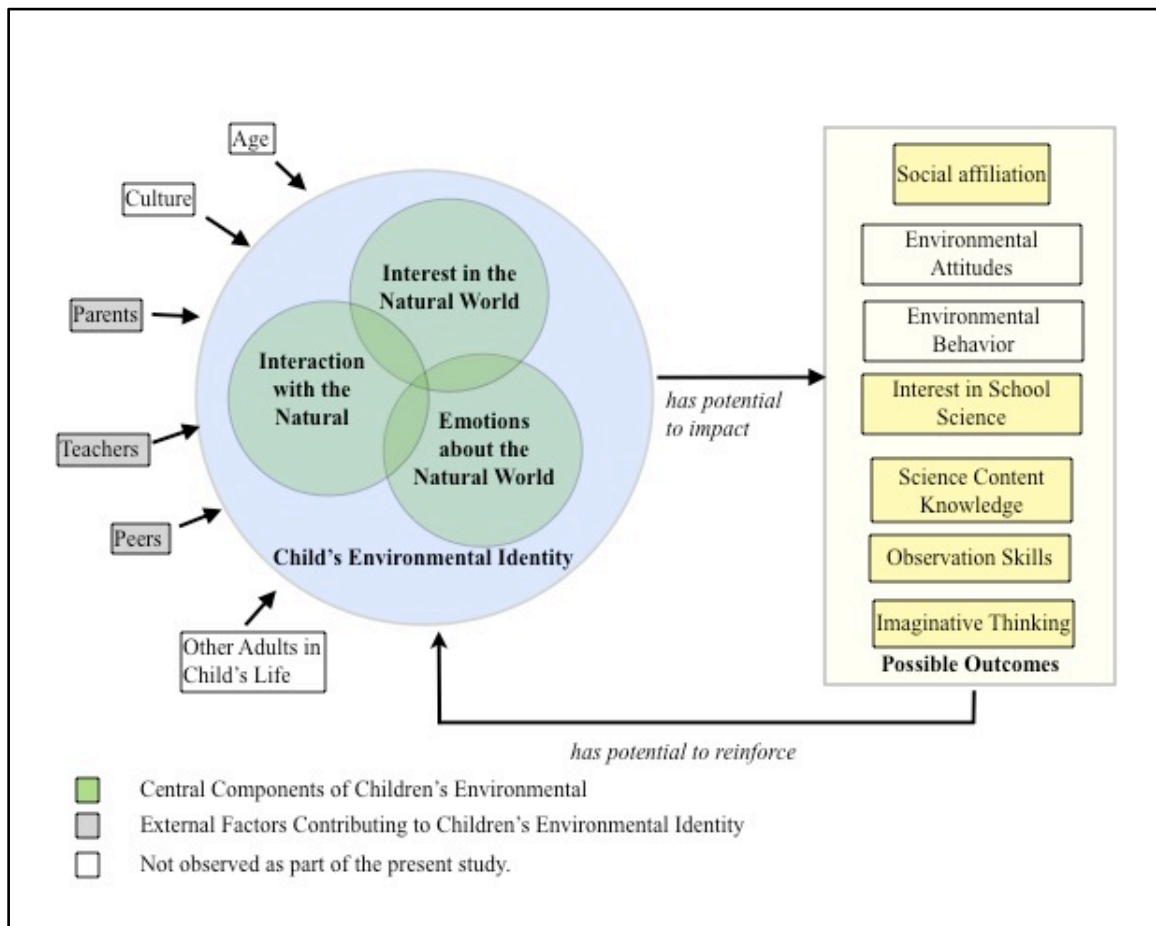 Age
Culture
Parents
Teachers
Peers
Other Adults in
Child's Life
Interest in the
Natural World
Interaction
with the
Natural
Emotions
about the
Natural World
Child's Environmental Identity
has potential
to impact
Social affiliation
Environmental
Attitudes
Environmental
Behavior
Interest in School
Science
Science Content
Knowledge
Observation Skills
Imaginative Thinking
Possible Outcomes
has potential to reinforce
Central Components of Children's Environmental
External Factors Contributing to Children's Environmental Identity
Not observed as part of the present study.